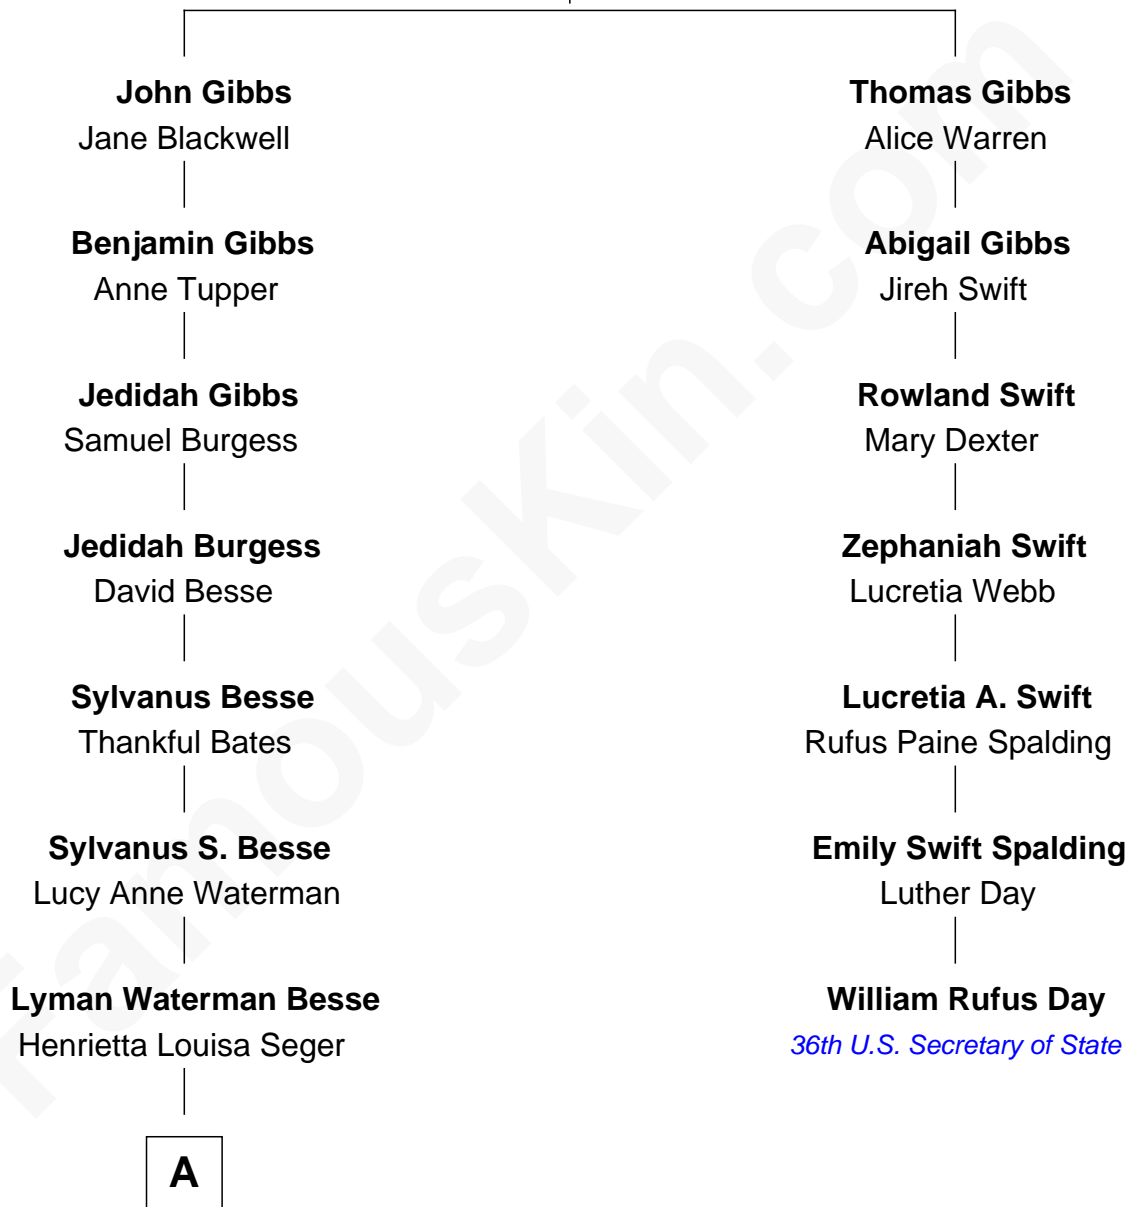 John Gibbs
Jane Blackwell
Benjamin Gibbs
Anne Tupper
Jedidah Gibbs
Samuel Burgess
Jedidah Burgess
David Besse
Sylvanus Besse
Thankful Bates
Sylvanus S. Besse
Lucy Anne Waterman
Lyman Waterman Besse
Henrietta Louisa Seger
A
Thomas Gibbs
Alice Warren
Abigail Gibbs
Jireh Swift
Rowland Swift
Mary Dexter
Zephaniah Swift
Lucretia Webb
Lucretia A. Swift
Rufus Paine Spalding
Emily Swift Spalding
Luther Day
William Rufus Day
36th U.S. Secretary of State
FamousKin.com